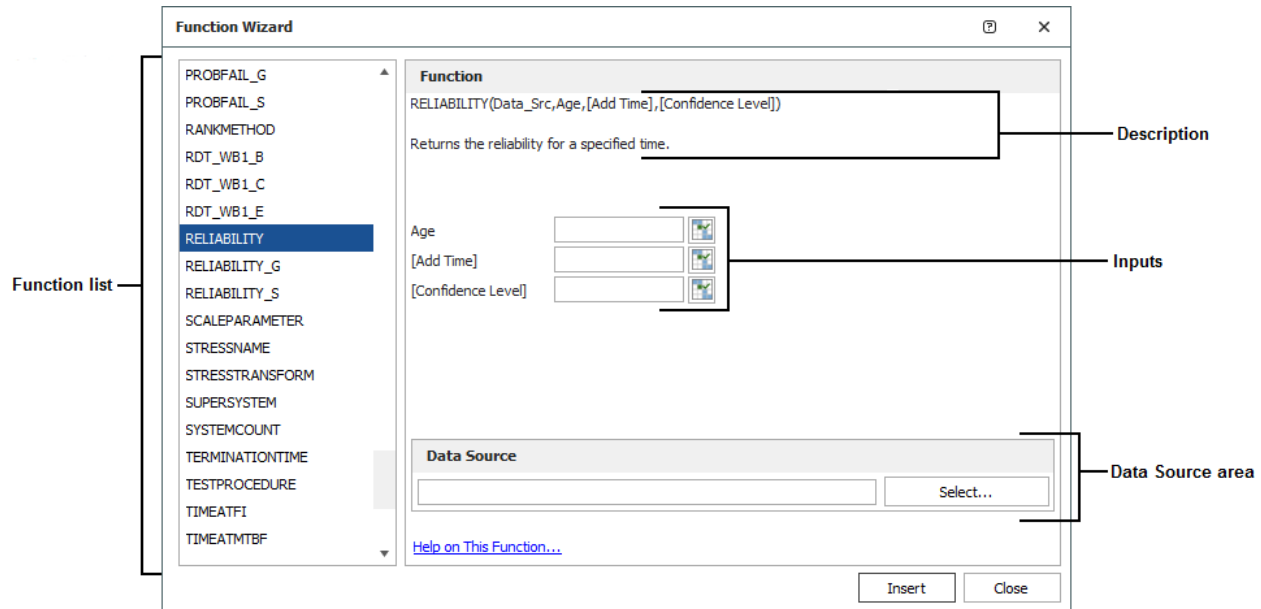 Function Wizard
PROBFAIL_G
PROBFAIL_S
RANKMETHOD
RDT_WB1_B
RDT_WB1_C
RDT_WB1_E
RELIABILITY
RELIABILITY_G
RELIABILITY_S
SCALEPARAMETER
STRESSNAME
STRESSTRANSFORM
SUPERSYSTEM
SYSTEMCOUNT
TERMINATIONTIME
TESTPROCEDURE
TIMEATFI
TIMEATMTBF
Function list
Function
RELIABILITY(Data_Src,Age,[Add Time],[Confidence Level])
Returns the reliability for a specified time.
Description
Age
[Add Time]
[Confidence Level]
Inputs
Data Source
Select...
Data Source area
Help on This Function...
Insert
Close